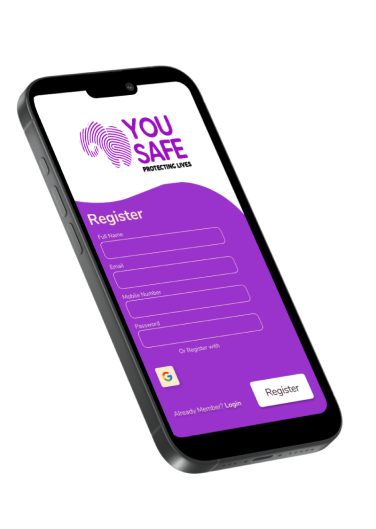 YOU
SAFE
PROTECTING LIVES
Register
Full Name
Email
Mobile Number
Password
Or Register with
G
Already Member? Login
Register